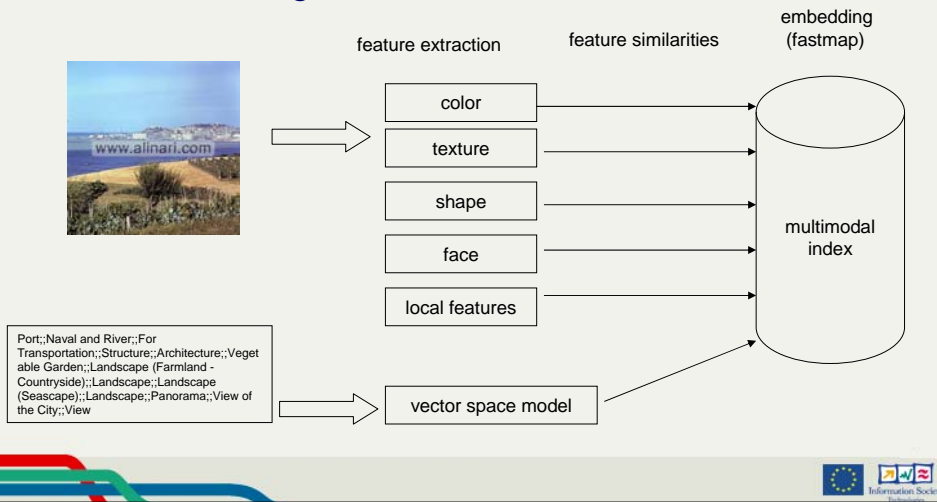 embedding
(fastmap)
feature extraction
feature similarities
color
www.alinari.com
texture
shape
multimodal
index
face
local features
Port;;Naval and River;;For
Transportation;;Structure;;Architecture;;Veget
able Garden;;Landscape (Farmland -
Countryside);;Landscape;;Landscape
(Seascape);;Landscape;;Panorama;;View of
the City;;View
vector space model
Information